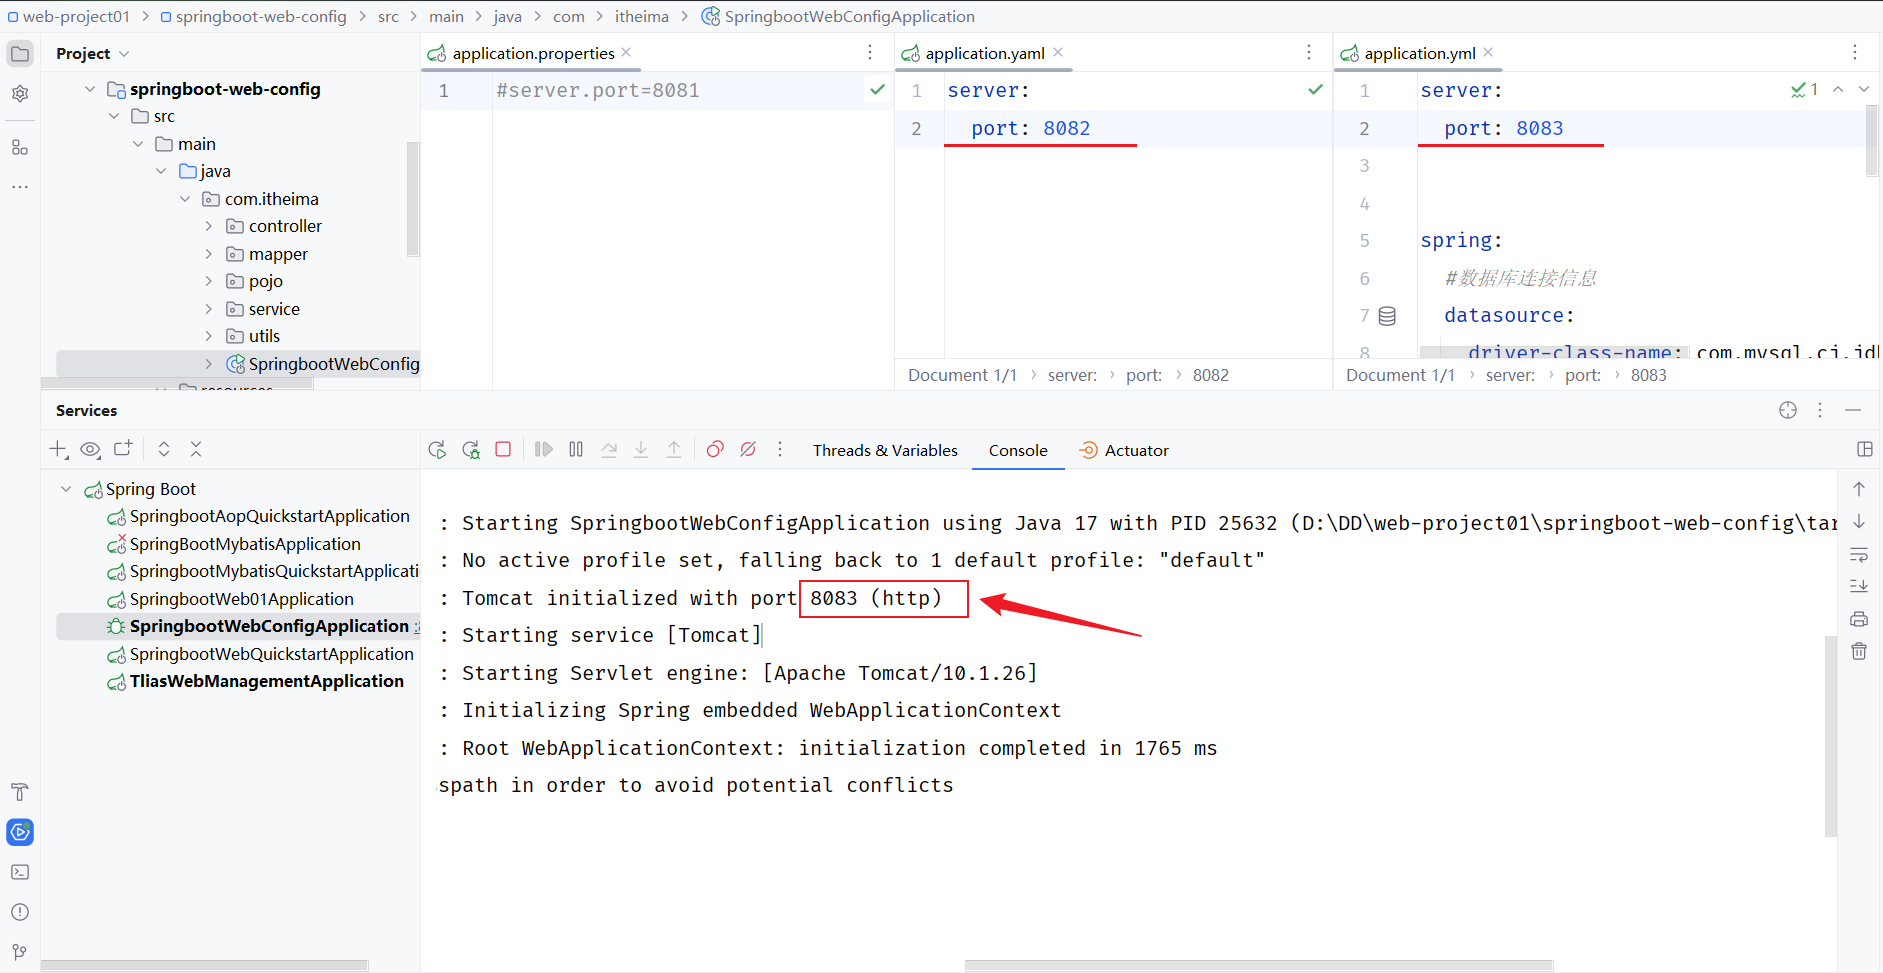 web-project01 > springboot-web-config > src > main > java > com > itheima > SpringbootWebConfigApplication
Project
springboot-web-config
src
main
java
com.itheima
controller
mapper
pojo
service
utils
SpringbootWebConfig
resources
application.properties
1 #server.port=8081
application.yaml
1 server:
2 port: 8082
Document 1/1 > server: > port: > 8082
application.yml
1
1 server:
2 port: 8083
3
4
5 spring:
6 #数据库连接信息
7 datasource:
8 driver-class-name: com.mysql.cj.jd
Document 1/1 > server: > port: > 8083
Services
Threads & Variables Console Actuator
Spring Boot
SpringbootAopQuickstartApplication
SpringBootMybatisApplication
SpringbootMybatisQuickstartApplicati
SpringbootWeb01Application
SpringbootWebConfigApplication :
SpringbootWebQuickstartApplication
TliasWebManagementApplication
: Starting SpringbootWebConfigApplication using Java 17 with PID 25632 (D:\DD\web-project01\springboot-web-config\tar
: No active profile set, falling back to 1 default profile: "default"
: Tomcat initialized with port 8083 (http)
: Starting service [Tomcat]
: Starting Servlet engine: [Apache Tomcat/10.1.26]
: Initializing Spring embedded WebApplicationContext
: Root WebApplicationContext: initialization completed in 1765 ms
spath in order to avoid potential conflicts